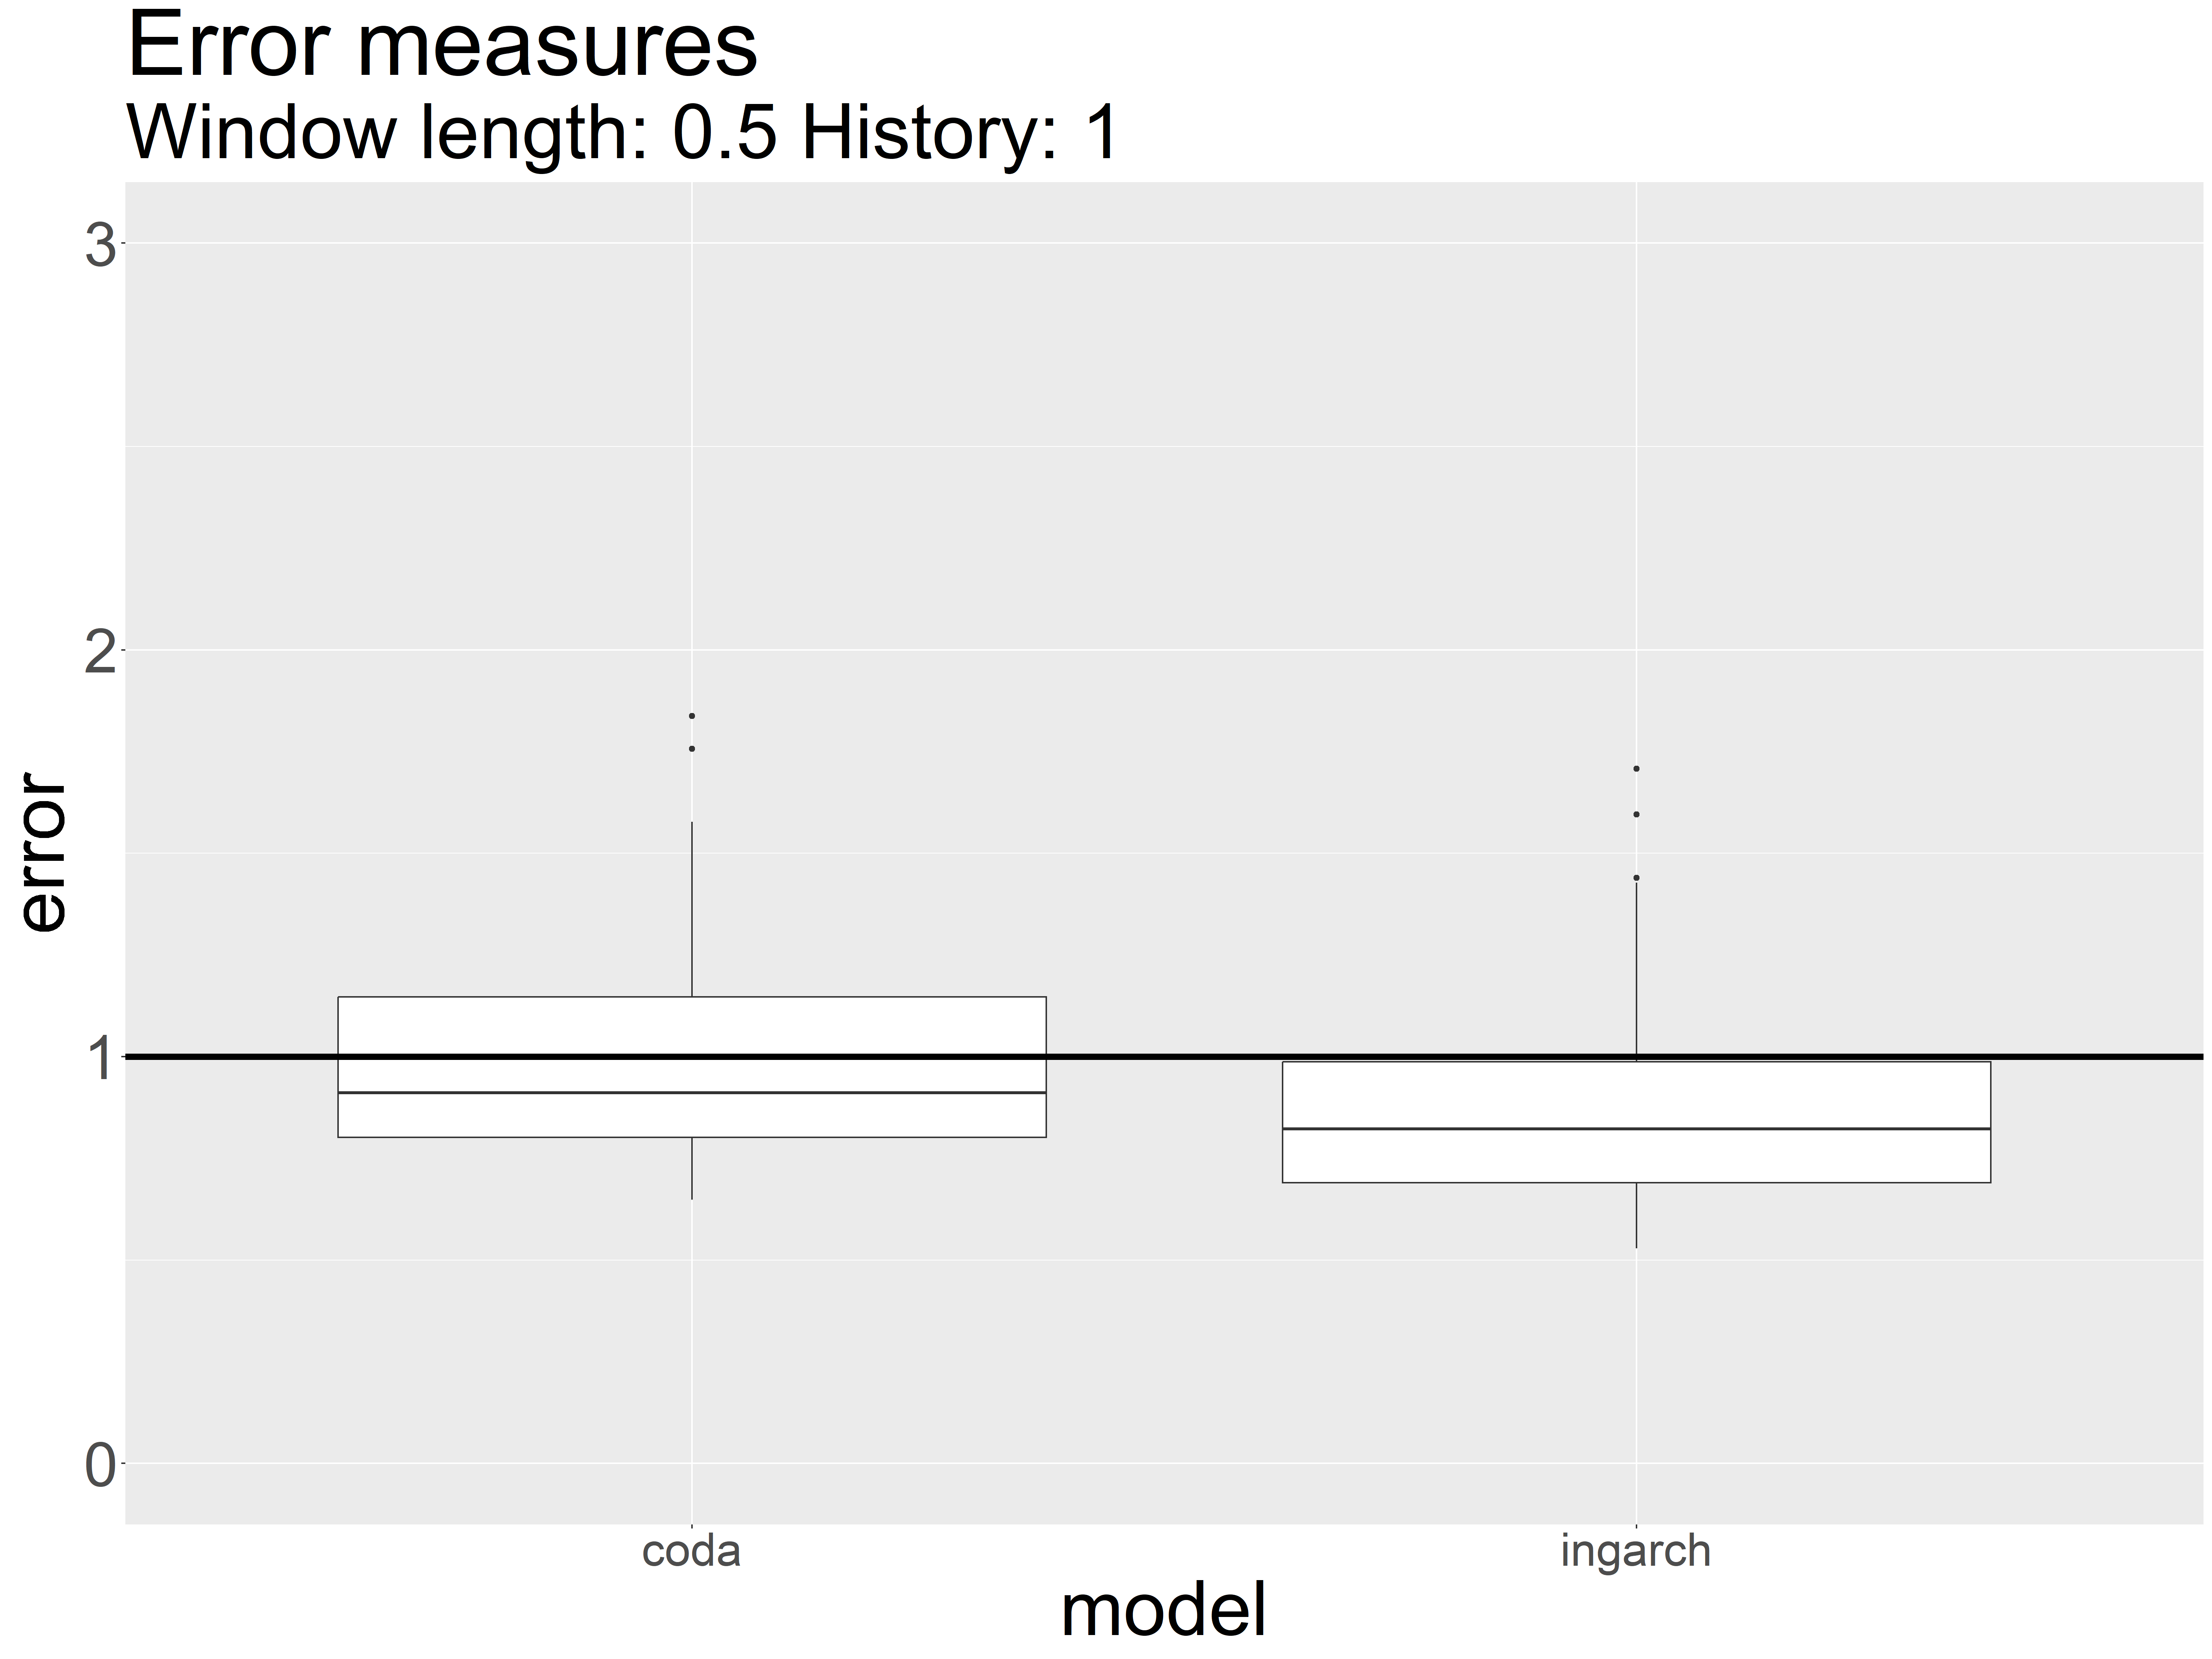 Error measures
Window length: 0.5 History: 1
3
2
1
0
error
coda
ingarch
model